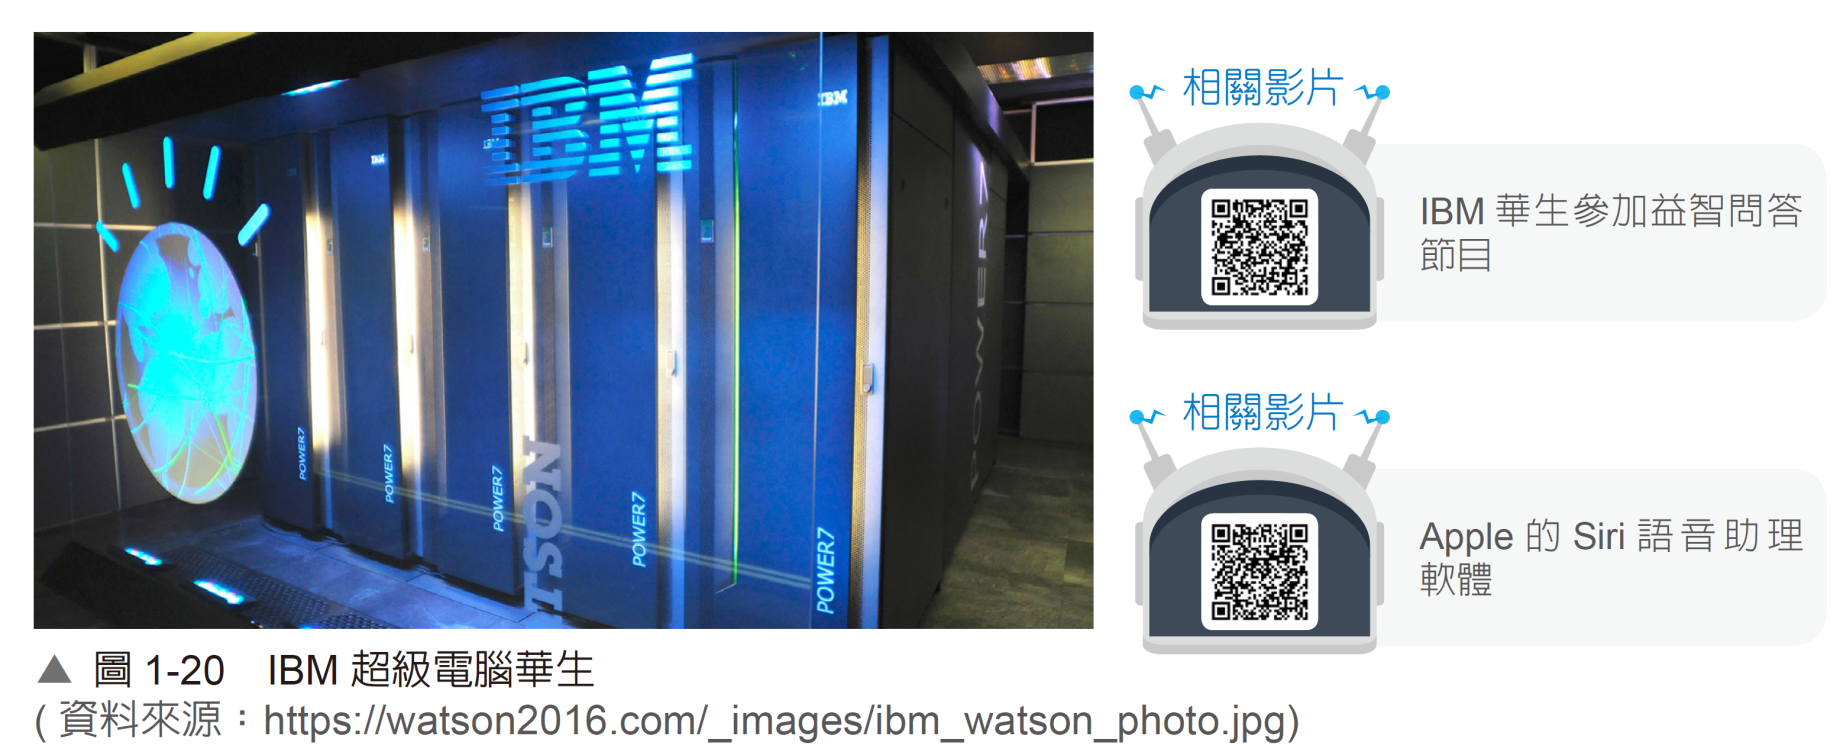 IBM
IBM
IBM
POWER7
POWER7
POWER7
POWER7
POWER7
POWER7
TSON
相關影片
IBM 華生參加益智問答
節目
相關影片
Apple 的 Siri 語音助理
軟體
▲ 圖 1-20 IBM 超級電腦華生
( 資料來源：https://watson2016.com/_images/ibm_watson_photo.jpg)